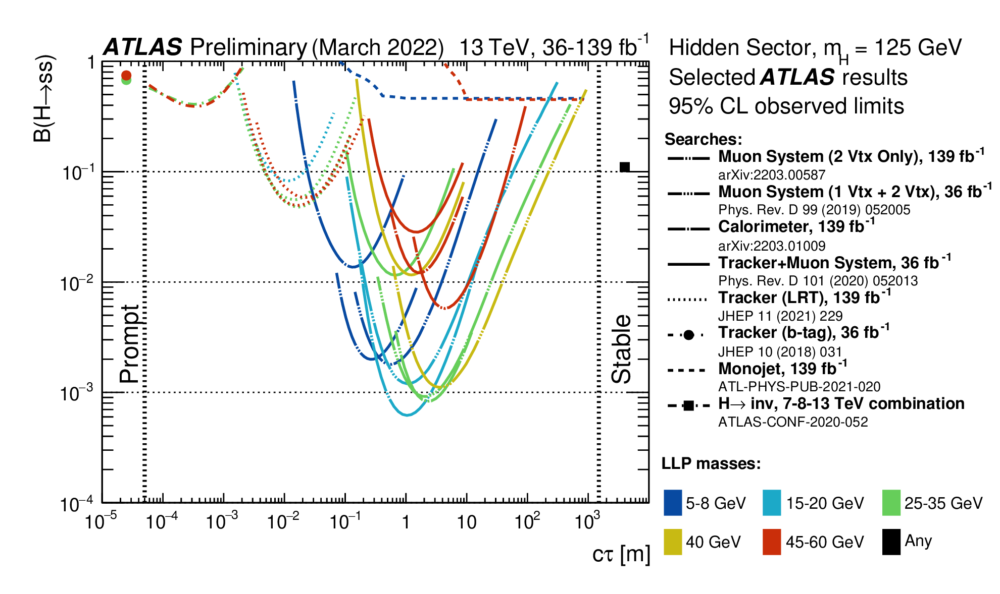 ATLAS Preliminary (March 2022) 13 TeV, 36-139 fb⁻¹
B(H→ss)
1
10⁻¹
10⁻²
10⁻³
10⁻⁴
Prompt
Stable
10⁻⁵ 10⁻⁴ 10⁻³ 10⁻² 10⁻¹ 1 10 10² 10³
cτ [m]
Hidden Sector, m_H = 125 GeV
Selected ATLAS results
95% CL observed limits
Searches:
Muon System (2 Vtx Only), 139 fb⁻¹
arXiv:2203.00587
Muon System (1 Vtx + 2 Vtx), 36 fb⁻¹
Phys. Rev. D 99 (2019) 052005
Calorimeter, 139 fb⁻¹
arXiv:2203.01009
Tracker+Muon System, 36 fb⁻¹
Phys. Rev. D 101 (2020) 052013
Tracker (LRT), 139 fb⁻¹
JHEP 11 (2021) 229
Tracker (b-tag), 36 fb⁻¹
JHEP 10 (2018) 031
Monojet, 139 fb⁻¹
ATL-PHYS-PUB-2021-020
H→ inv, 7-8-13 TeV combination
ATLAS-CONF-2020-052
LLP masses:
5-8 GeV 15-20 GeV 25-35 GeV
40 GeV 45-60 GeV Any